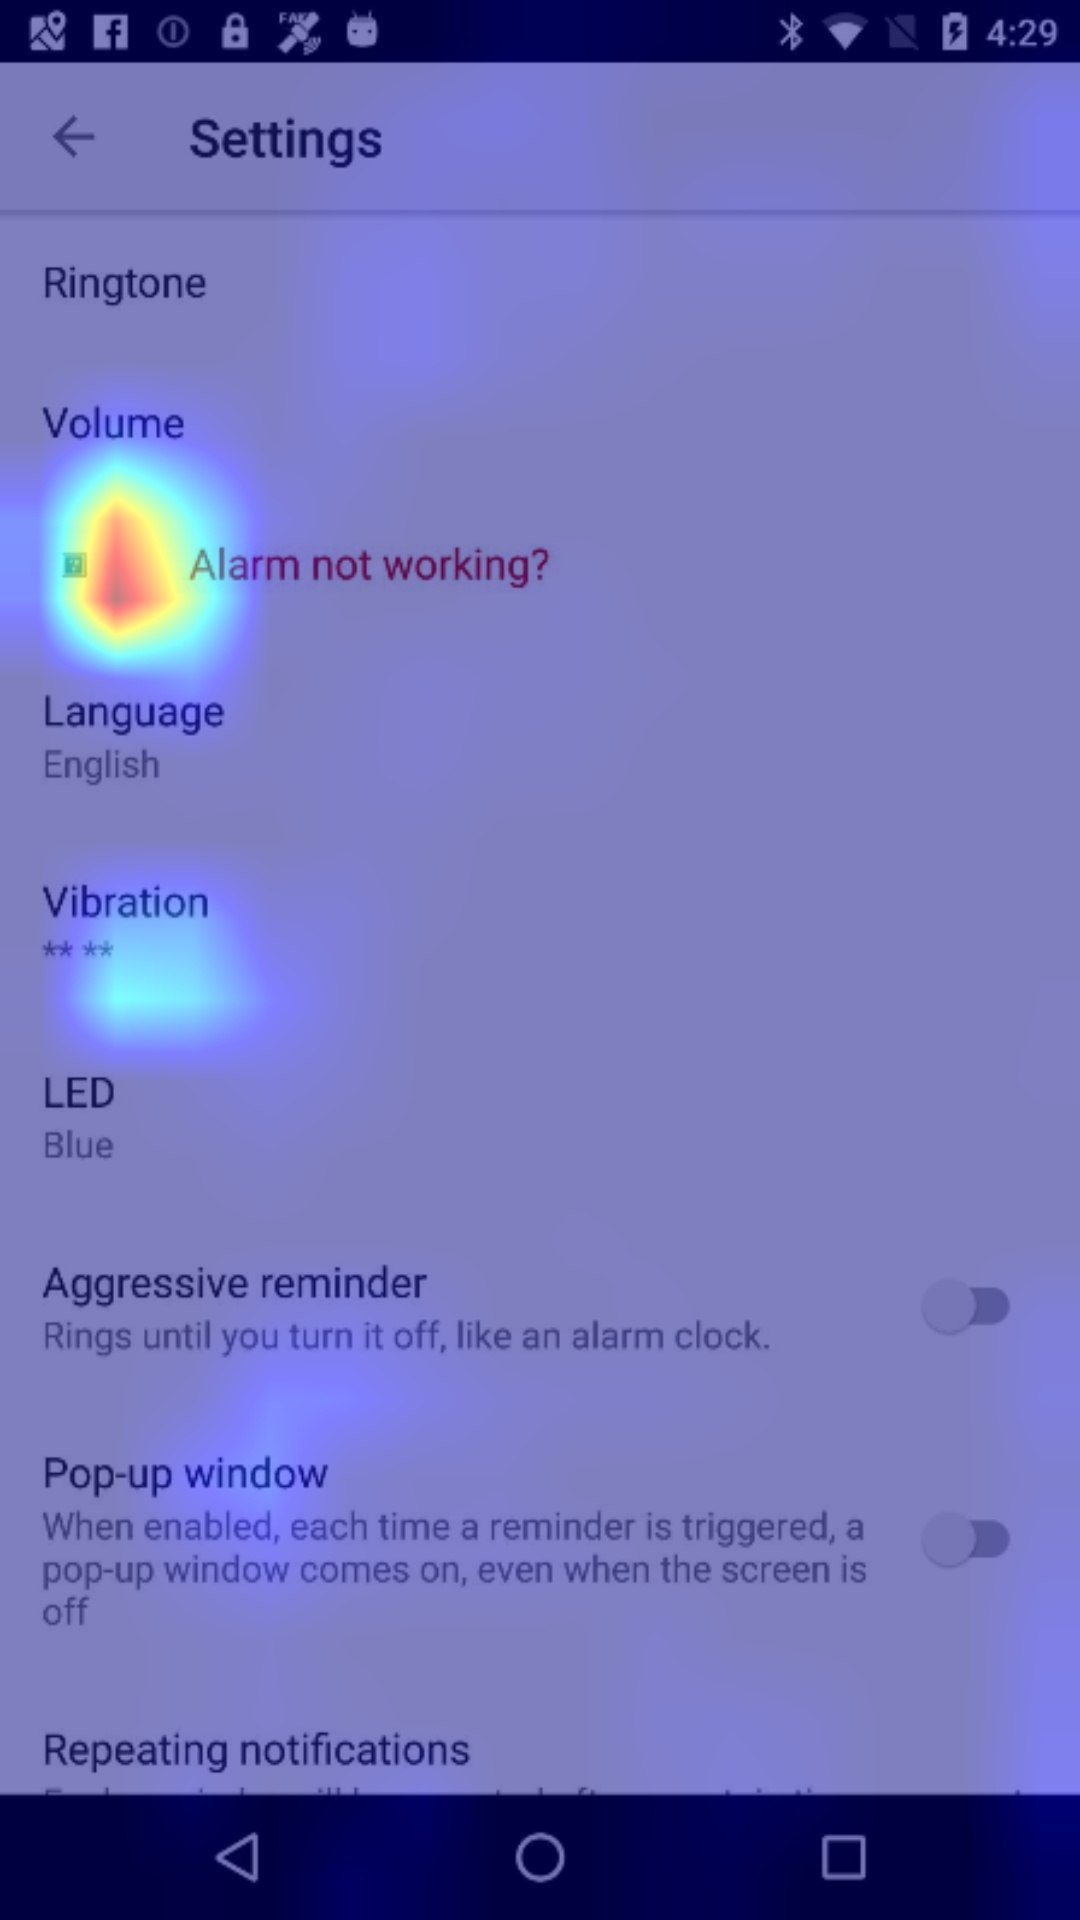 4:29
Settings
Ringtone
Volume
Alarm not working?
Language
English
Vibration
** **
LED
Blue
Aggressive reminder
Rings until you turn it off, like an alarm clock.
Pop-up window
When enabled, each time a reminder is triggered, a
pop-up window comes on, even when the screen is
off
Repeating notifications